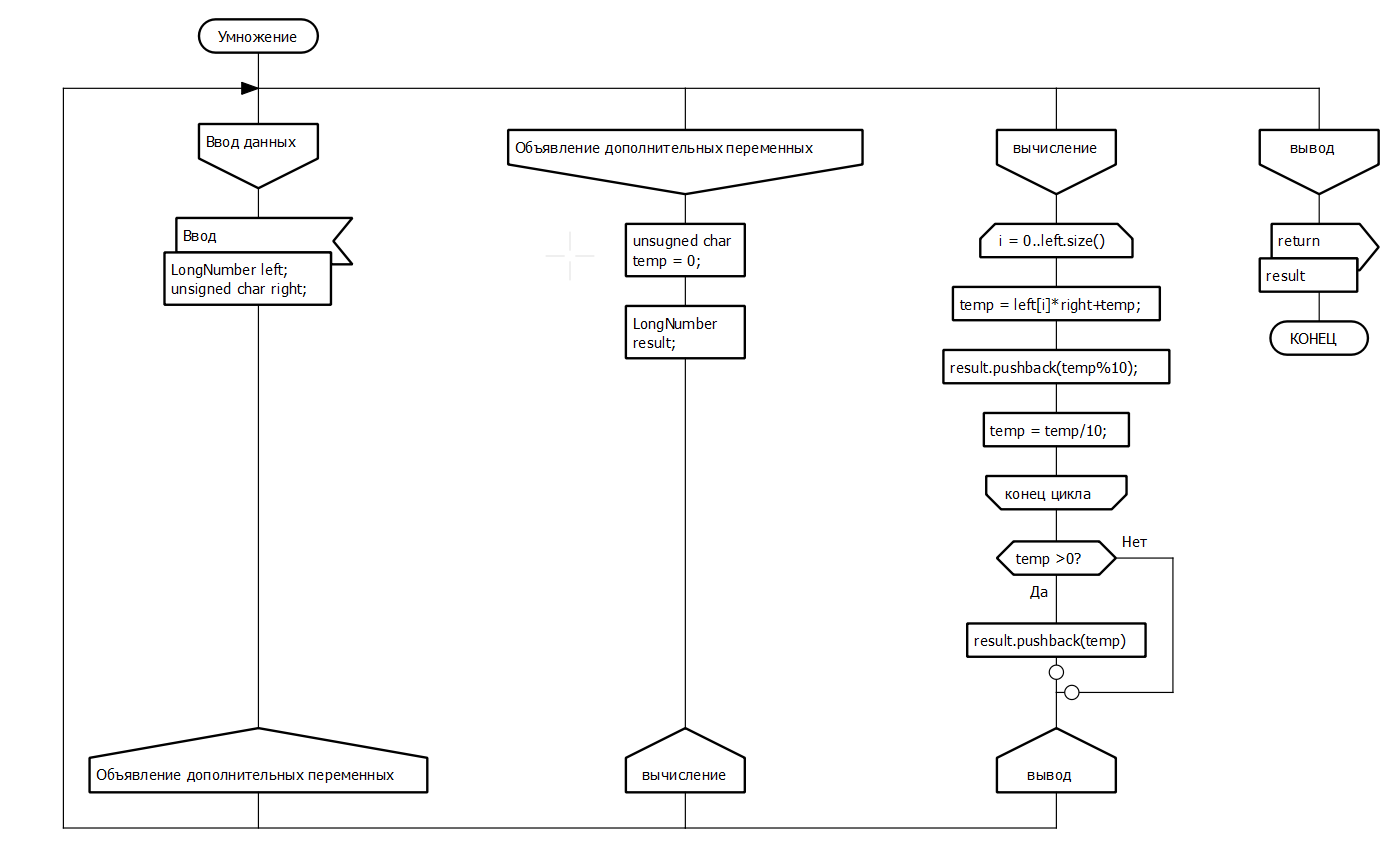 Умножение
Ввод данных
Ввод
LongNumber left;
unsigned char right;
Объявление дополнительных переменных
Объявление дополнительных переменных
unsugned char
temp = 0;
LongNumber
result;
вычисление
вычисление
i = 0..left.size()
temp = left[i]*right+temp;
result.pushback(temp%10);
temp = temp/10;
конец цикла
temp >0?
Нет
Да
result.pushback(temp)
вывод
вывод
return
result
КОНЕЦ